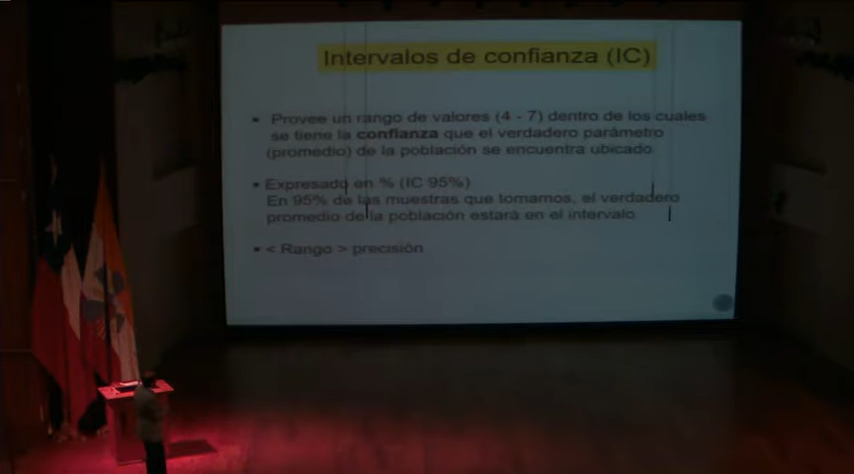 Intervalos de confianza (IC)
• Provee un rango de valores (4 - 7) dentro de los cuales
se tiene la confianza que el verdadero parámetro
(promedio) de la población se encuentra ubicado
• Expresado en % (IC 95%)
En 95% de las muestras que tomamos, el verdadero
promedio de la población estará en el intervalo
• < Rango > precisión